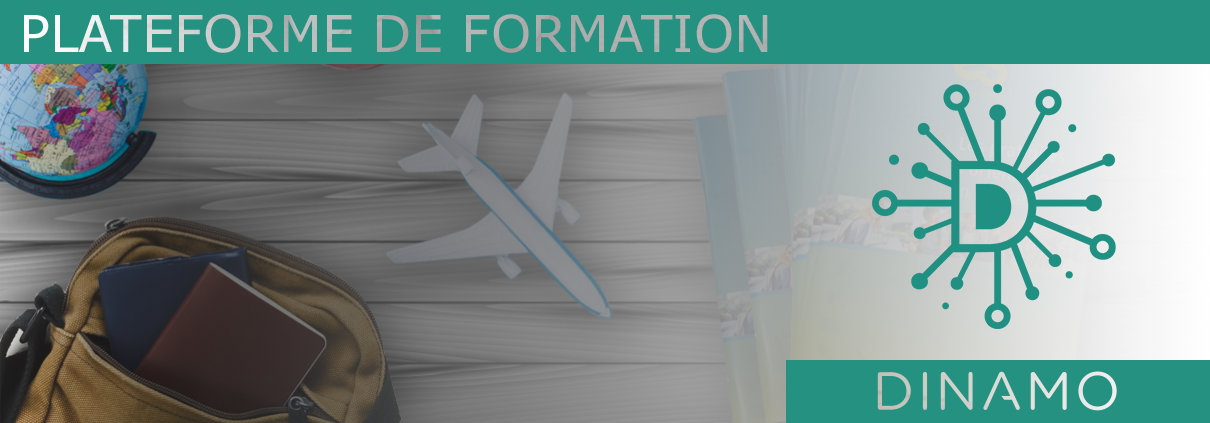 PLATEFORME DE FORMATION
D
DINAMO